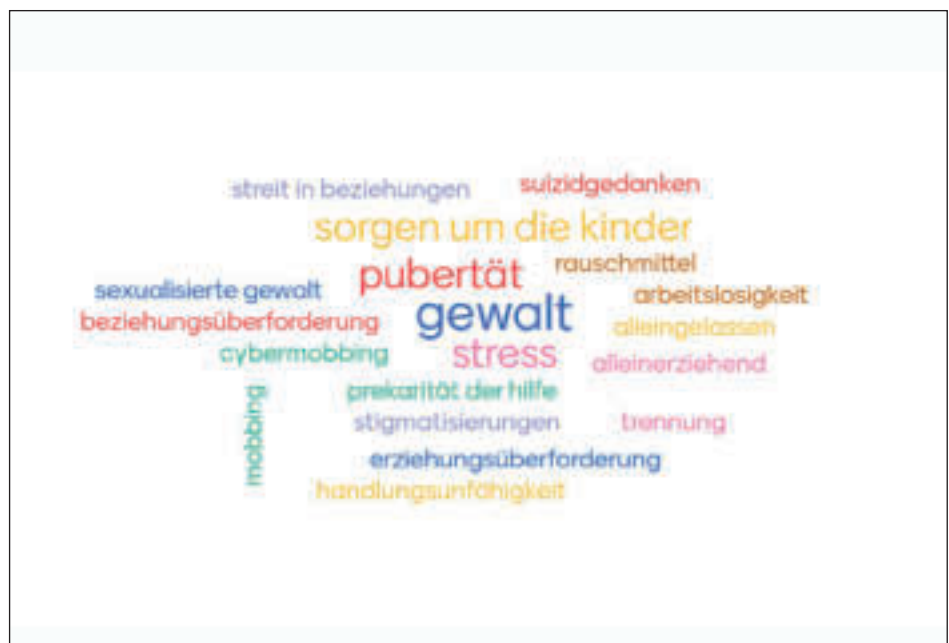 streit in beziehungen
suizidgedanken
sorgen um die kinder
pubertät
rauschmittel
sexualisierte gewalt
gewalt
arbeitslosigkeit
beziehungsüberforderung
alleingelassen
cybermobbing
stress
alleinerziehend
mobbing
prekarität der hilfe
stigmatisierungen
trennung
erziehungsüberforderung
handlungsunfähigkeit